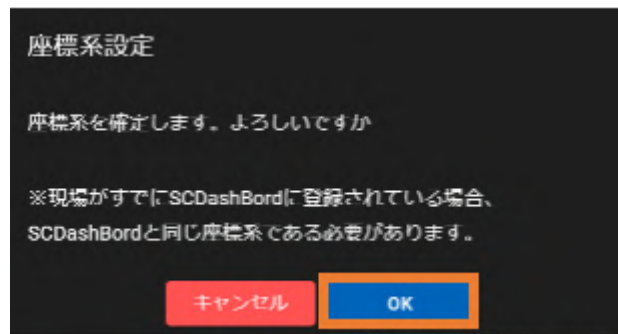 座標系設定
座標系を確定します。よろしいですか
※現場がすでにSCDashBordに登録されている場合、
SCDashBordと同じ座標系である必要があります。
キャンセル
OK